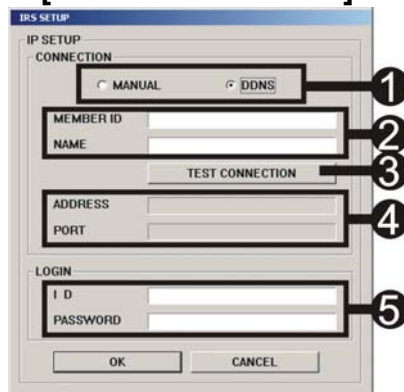 IRS SETUP
IP SETUP
CONNECTION
MANUAL DDNS
1
MEMBER ID
2
NAME
3
TEST CONNECTION
ADDRESS
4
PORT
LOGIN
I D
5
PASSWORD
OK CANCEL